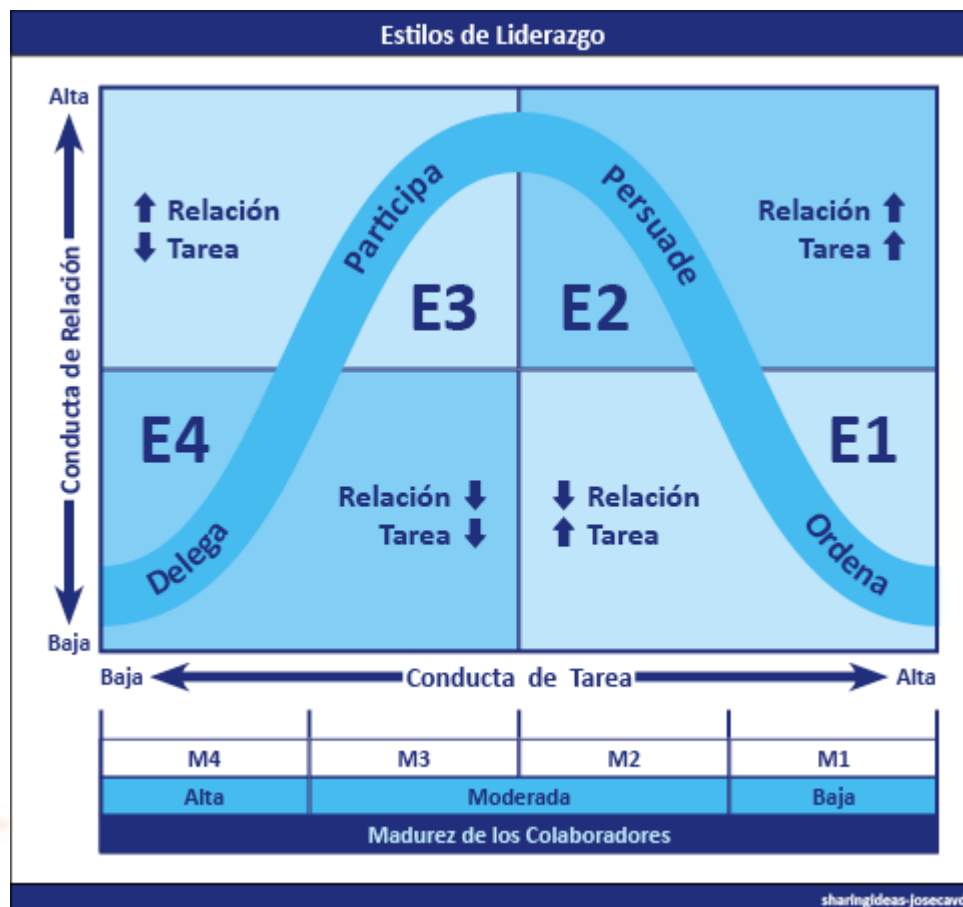 Estilos de Liderazgo
Alta
Conducta de Relación
Baja
Relación
Tarea
Participa
E3
Persuade
E2
Relación
Tarea
E4
Delega
Relación
Tarea
Relación
Tarea
E1
Ordena
Baja
Conducta de Tarea
Alta
M4 M3 M2 M1
Alta Moderada Baja
Madurez de los Colaboradores